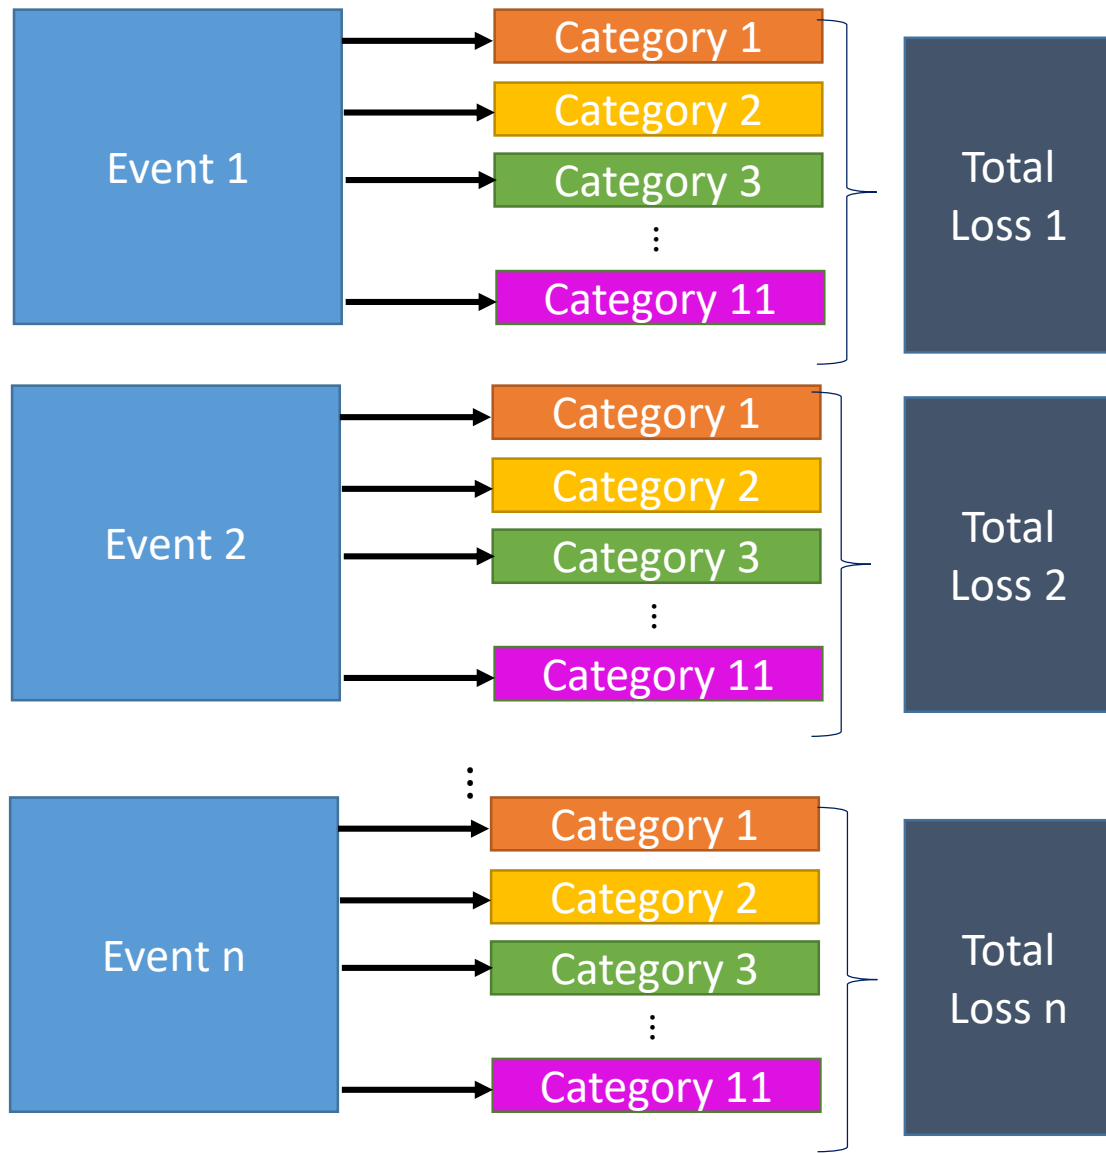 Event 1
Category 1
Category 2
Category 3
⋮
Category 11
Total
Loss 1
Event 2
Category 1
Category 2
Category 3
⋮
Category 11
Total
Loss 2
⋮
Event n
Category 1
Category 2
Category 3
⋮
Category 11
Total
Loss n